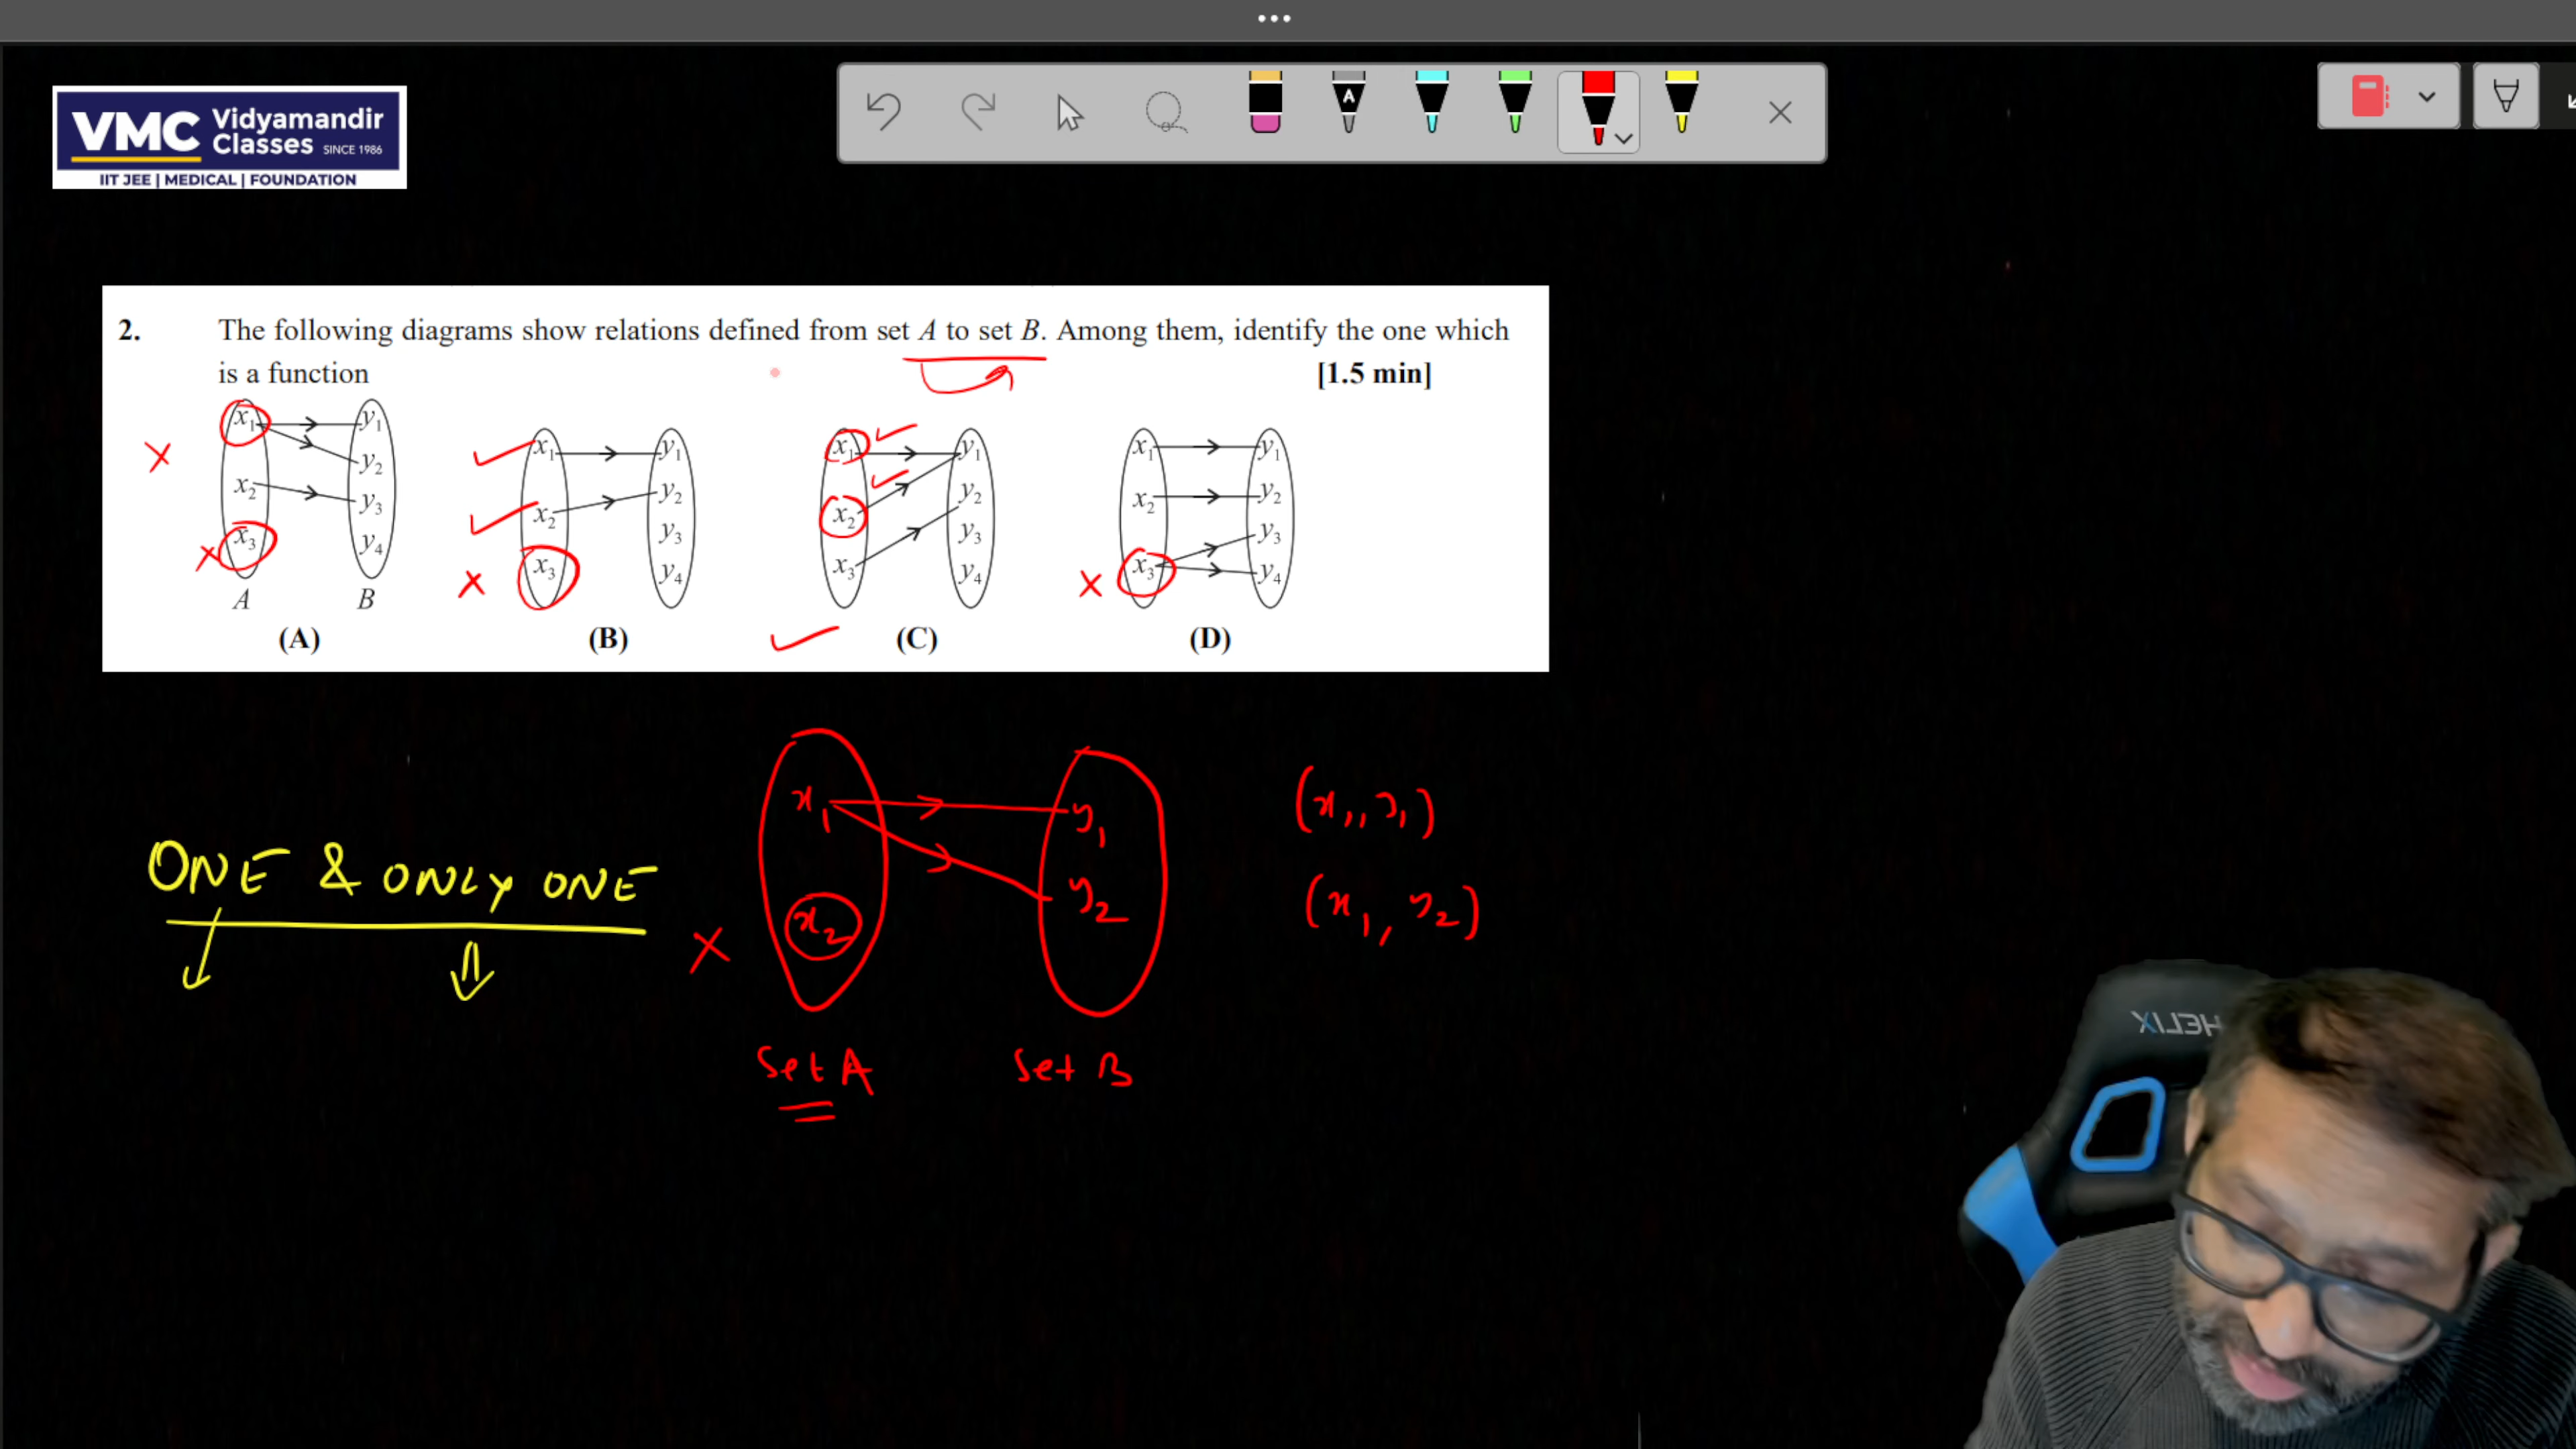 VMC Vidyamandir Classes SINCE 1986
IIT JEE | MEDICAL | FOUNDATION
A
2. The following diagrams show relations defined from set A to set B. Among them, identify the one which
is a function [1.5 min]
x1 y1
y2
x2 y3
x3 y4
A B
(A)
x1 y1
y2
x2 y3
x3 y4
(B)
x1 y1
y2
x2 y3
x3 y4
(C)
x1 y1
x2 y2
y3
x3 y4
(D)
ONE & ONLY ONE
x1 y1
x2 y2
Set A Set B
(x1, y1)
(x1, y2)
HELIX